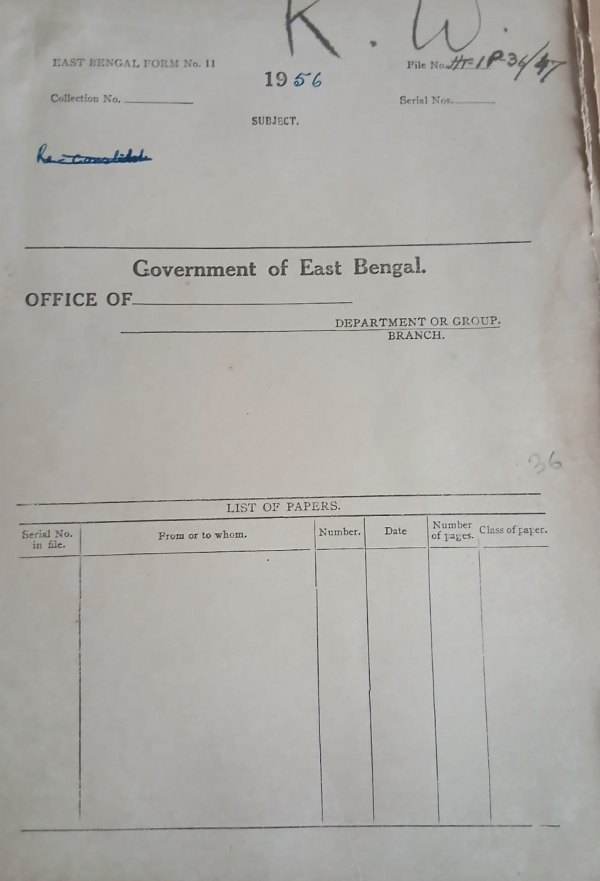 K. W.
EAST BENGAL FORM No. 11
File No.
1956
Collection No.
Serial Nos.
SUBJECT.
Government of East Bengal.
OFFICE OF
DEPARTMENT OR GROUP.
BRANCH.
36
LIST OF PAPERS.
Serial No. in file. From or to whom. Number. Date Number of pages. Class of paper.